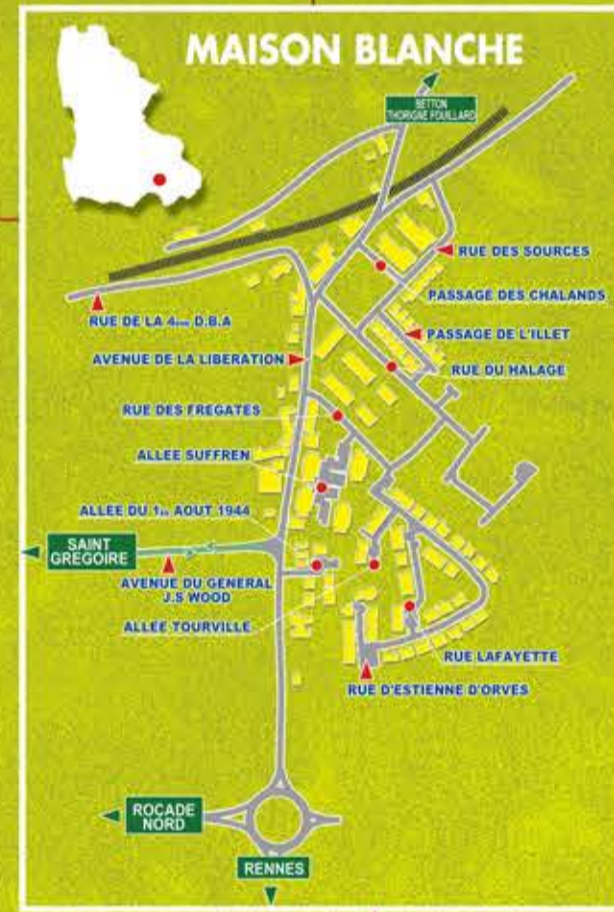 MAISON BLANCHE
BETTON
THORIGNE FOUILLARD
RUE DES SOURCES
PASSAGE DES CHALANDS
RUE DE LA 4ème D.B.A
PASSAGE DE L'ILLET
AVENUE DE LA LIBERATION
RUE DU HALAGE
RUE DES FREGATES
ALLEE SUFFREN
ALLEE DU 1er AOUT 1944
SAINT
GREGOIRE
AVENUE DU GENERAL
J.S WOOD
ALLEE TOURVILLE
RUE LAFAYETTE
RUE D'ESTIENNE D'ORVES
ROCADE
NORD
RENNES